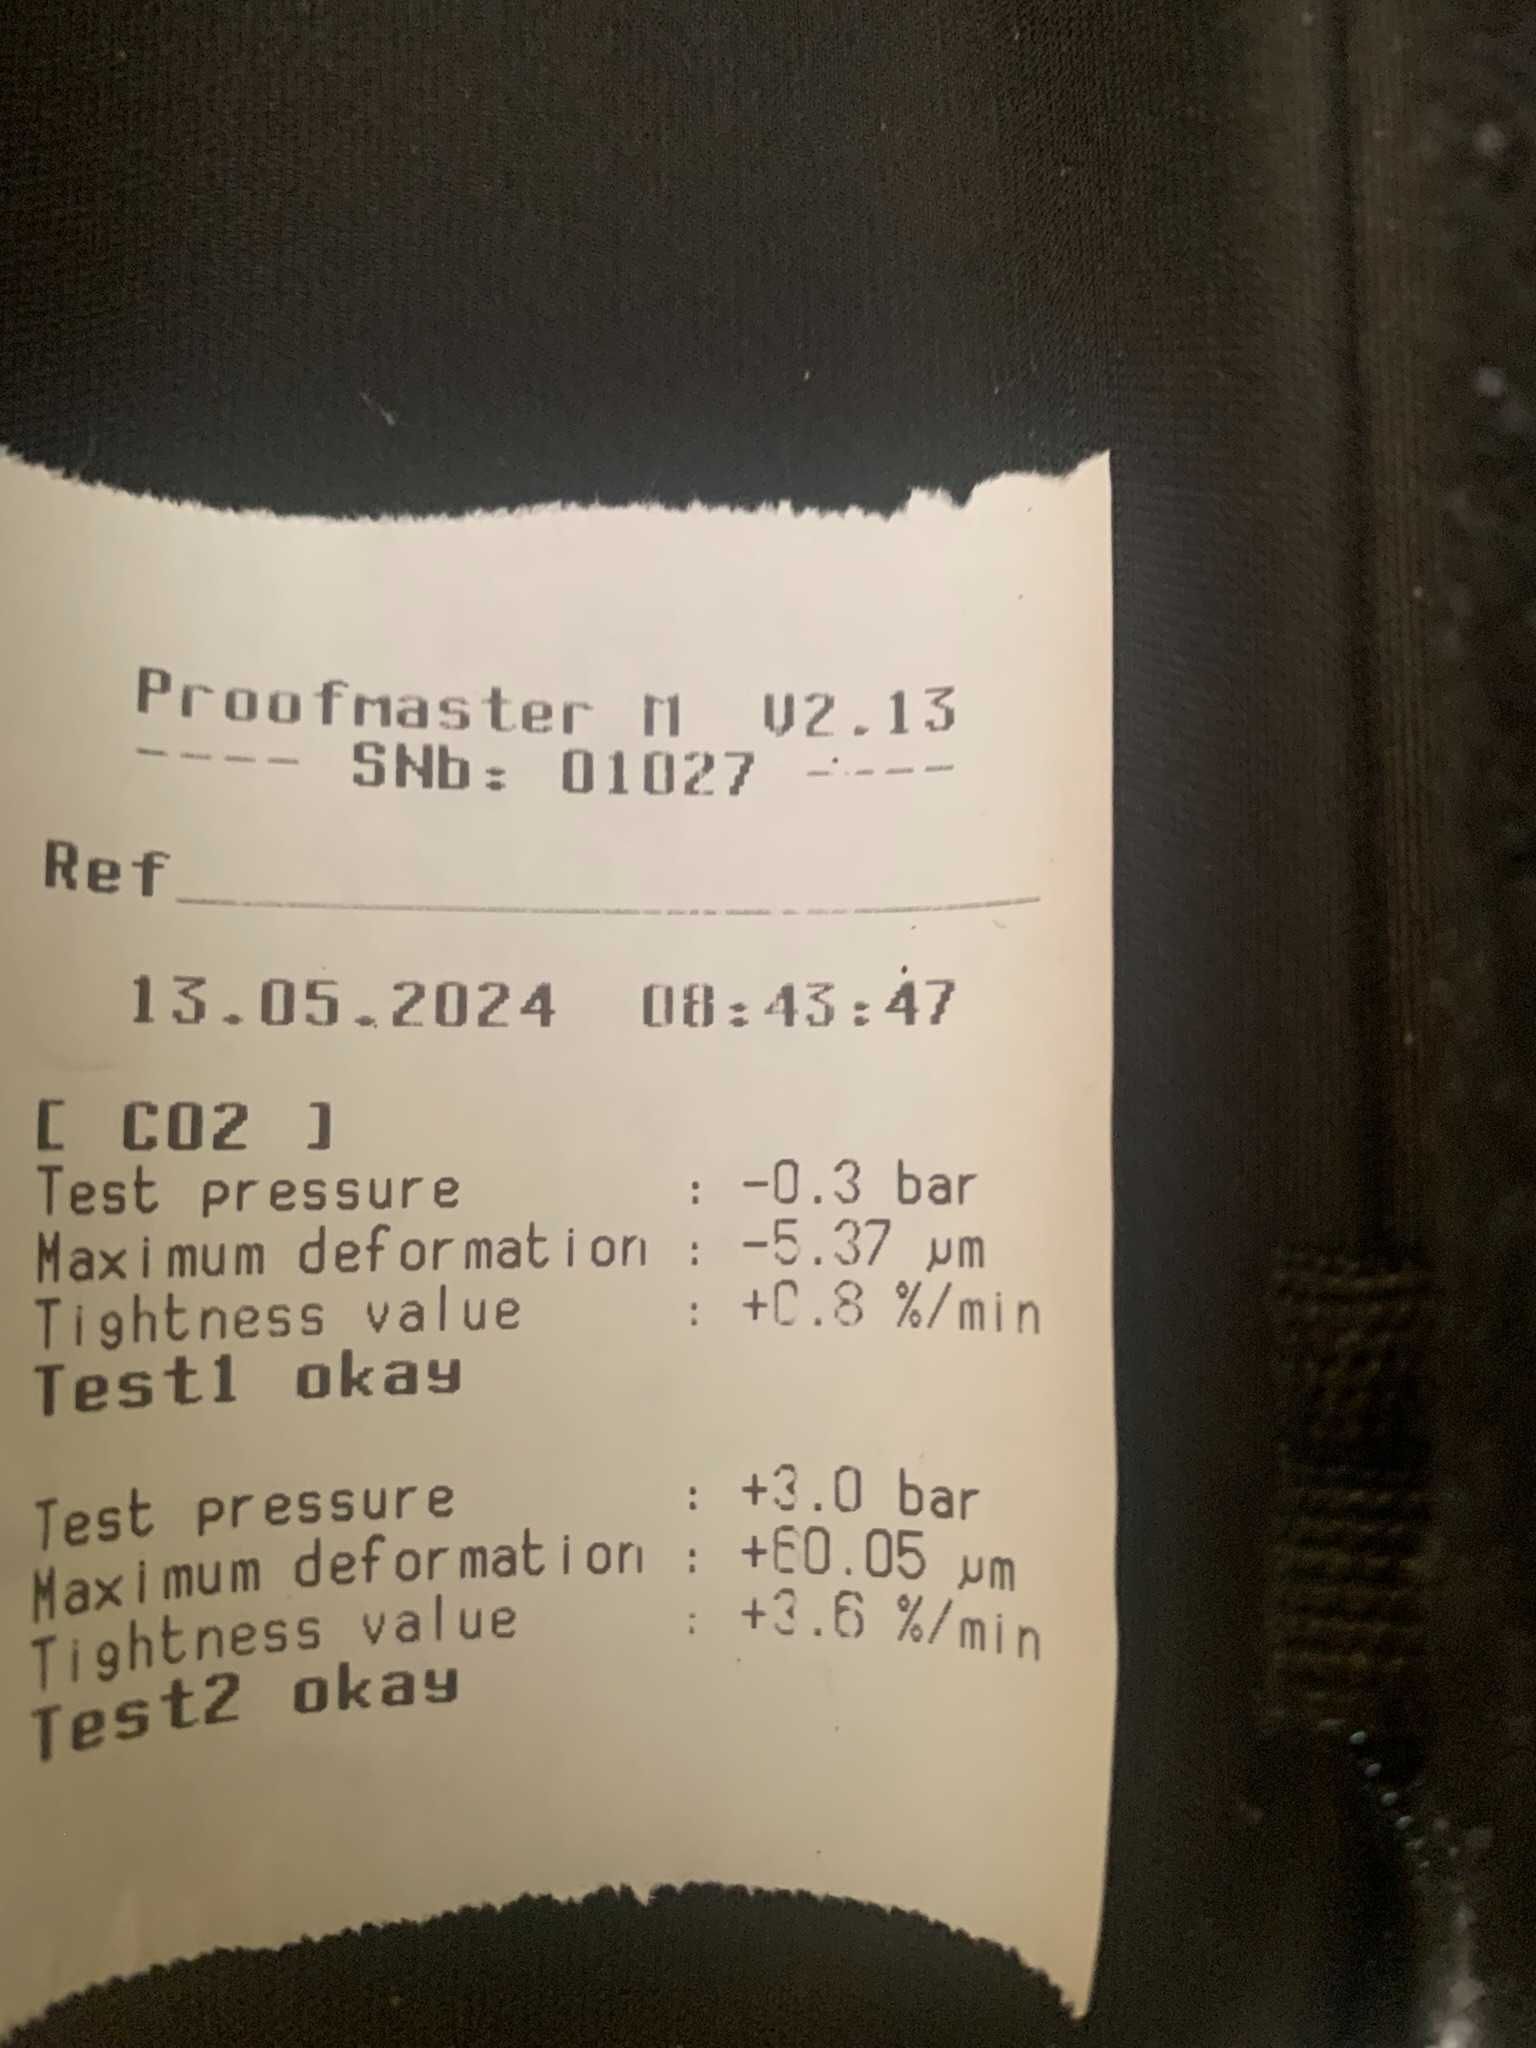 Proofmaster M V2.13
---- SNb: 01027 ----
Ref
13.05.2024 08:43:47
[ CO2 ]
Test pressure : -0.3 bar
Maximum deformation : -5.37 µm
Tightness value : +0.8 %/min
Test1 okay
Test pressure : +3.0 bar
Maximum deformation : +60.05 µm
Tightness value : +3.6 %/min
Test2 okay